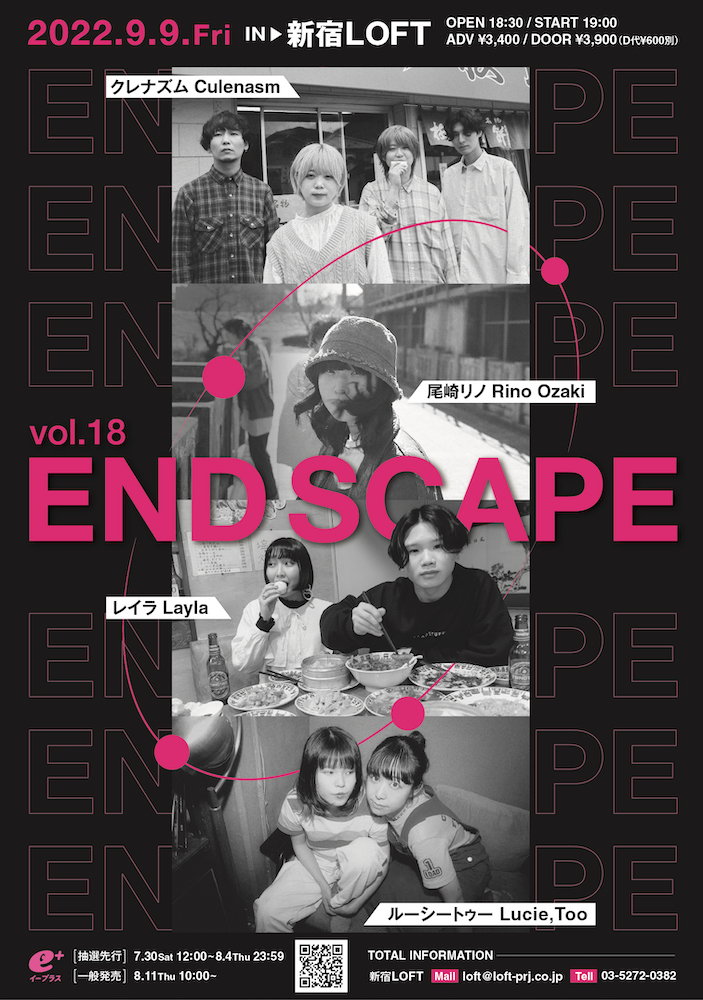 2022.9.9.Fri IN▶新宿LOFT
OPEN 18:30 / START 19:00
ADV ¥3,400 / DOOR ¥3,900(D代¥600別)
クレナズム Culenasm
尾崎リノ Rino Ozaki
vol.18
END SCAPE
レイラ Layla
ルーシートゥー Lucie,Too
e+
イープラス
[抽選先行] 7.30Sat 12:00~8.4Thu 23:59
[一般発売] 8.11Thu 10:00~
TOTAL INFORMATION
新宿LOFT Mail loft@loft-prj.co.jp Tell 03-5272-0382